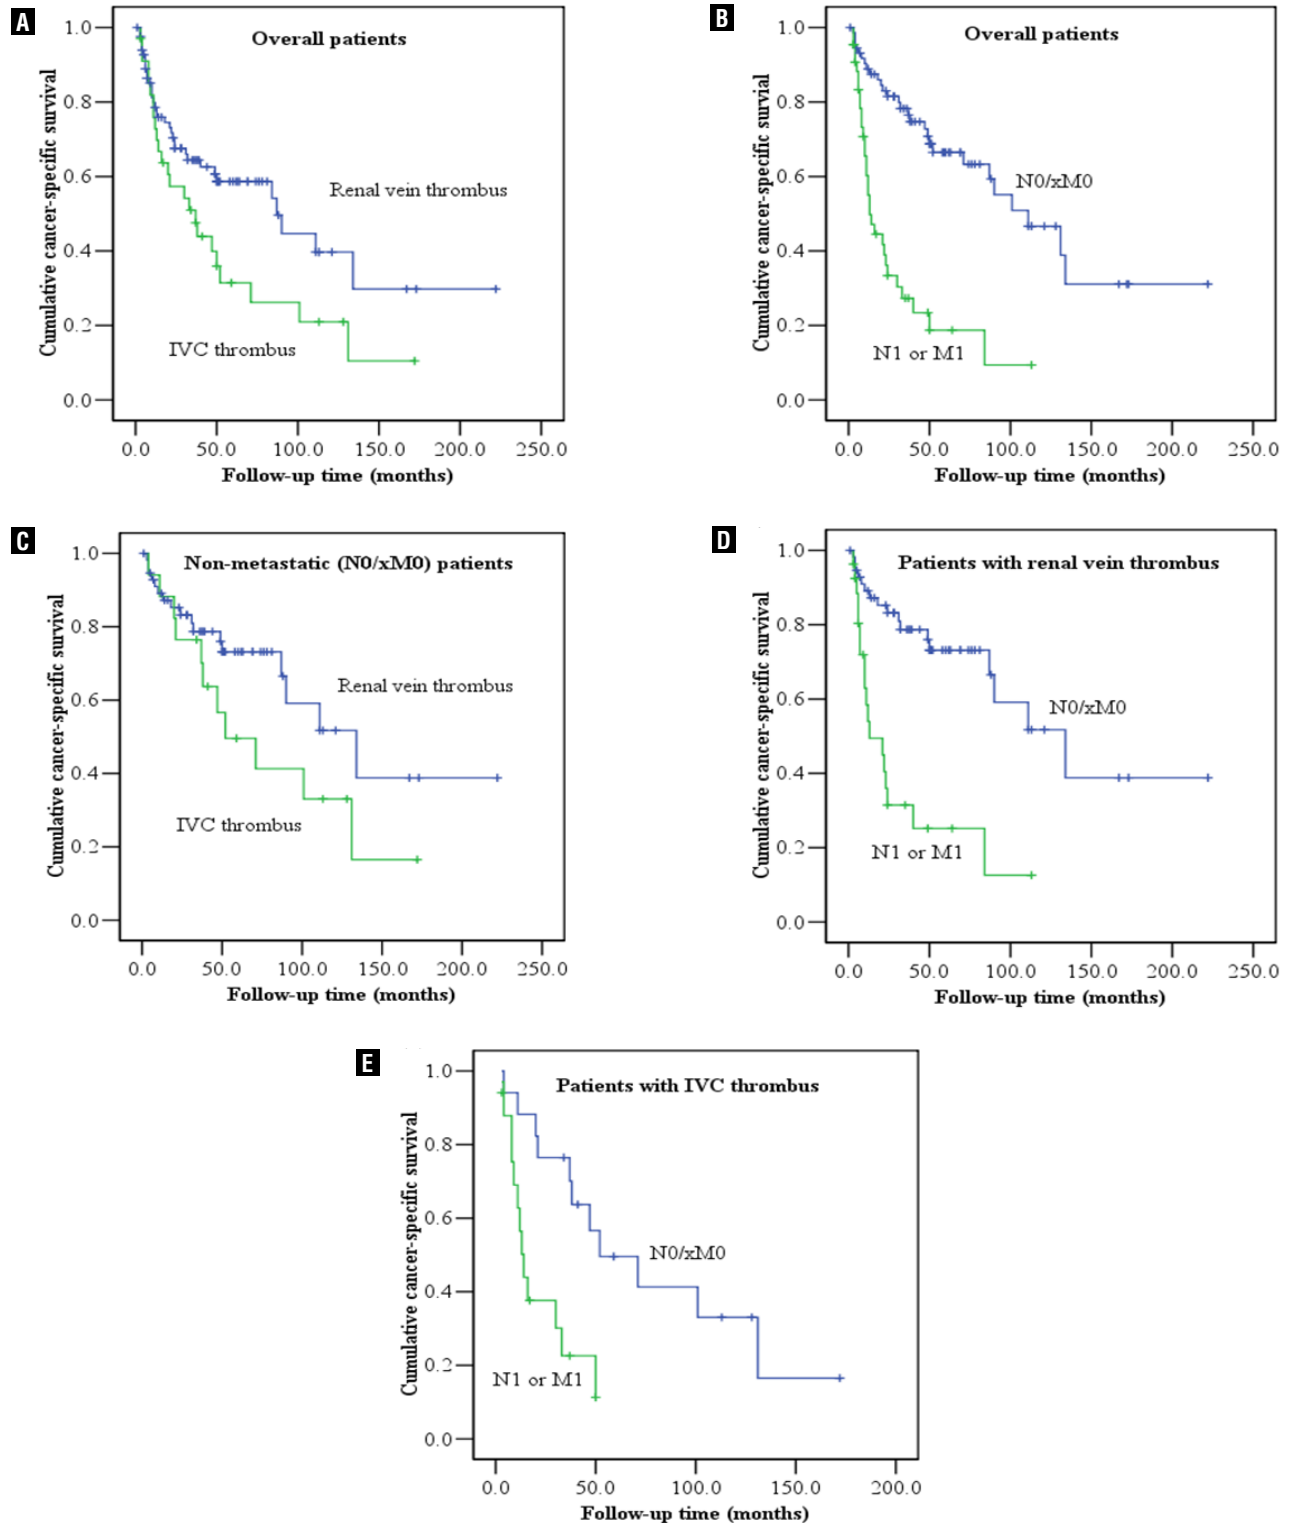 A
Overall patients
Cumulative cancer-specific survival
1.0
0.8
0.6
0.4
0.2
0.0
Renal vein thrombus
IVC thrombus
0.0 50.0 100.0 150.0 200.0 250.0
Follow-up time (months)
B
Overall patients
Cumulative cancer-specific survial
1.0
0.8
0.6
0.4
0.2
0.0
N0/xM0
N1 or M1
0.0 50.0 100.0 150.0 200.0 250.0
Follow-up time (months)
C
Non-metastatic (N0/xM0) patients
Cumulative cancer-specific survival
1.0
0.8
0.6
0.4
0.2
0.0
Renal vein thrombus
IVC thrombus
0.0 50.0 100.0 150.0 200.0 250.0
Follow-up time (months)
D
Patients with renal vein thrombus
Cumulative cancer-specific survival
1.0
0.8
0.6
0.4
0.2
0.0
N0/xM0
N1 or M1
0.0 50.0 100.0 150.0 200.0 250.0
Follow-up time (months)
E
Patients with IVC thrombus
Cumulative cancer-specific survival
1.0
0.8
0.6
0.4
0.2
0.0
N0/xM0
N1 or M1
0.0 50.0 100.0 150.0 200.0
Follow-up time (months)